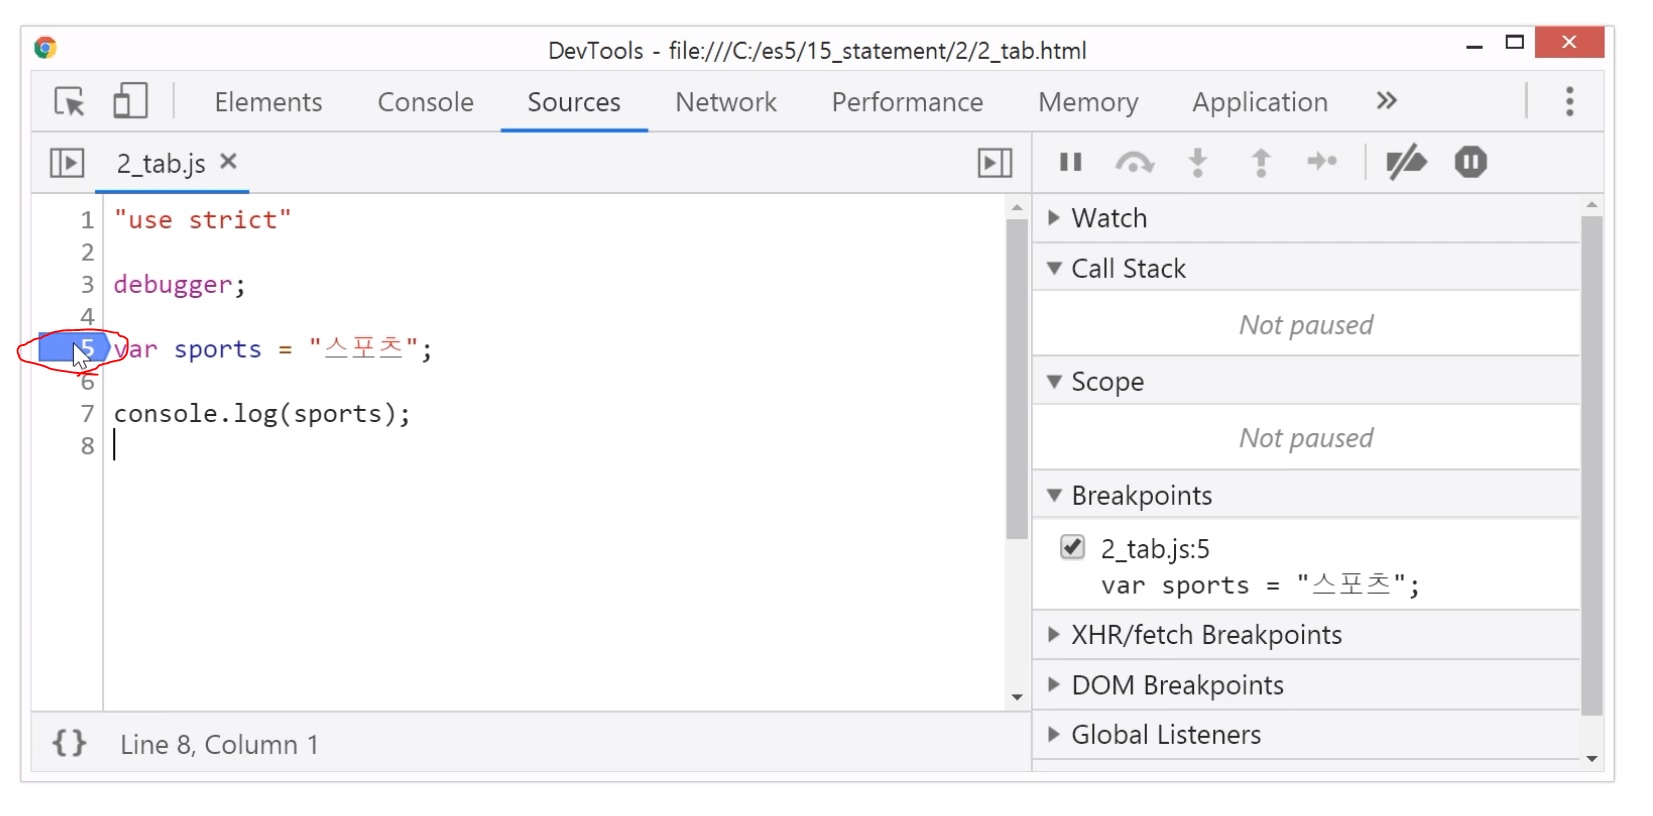 DevTools - file:///C:/es5/15_statement/2/2_tab.html
Elements Console Sources Network Performance Memory Application »
2_tab.js ×
1 "use strict"
2
3 debugger;
4
5 var sports = "스포츠";
6
7 console.log(sports);
8
{} Line 8, Column 1
Watch
Call Stack
Not paused
Scope
Not paused
Breakpoints
2_tab.js:5
var sports = "스포츠";
XHR/fetch Breakpoints
DOM Breakpoints
Global Listeners